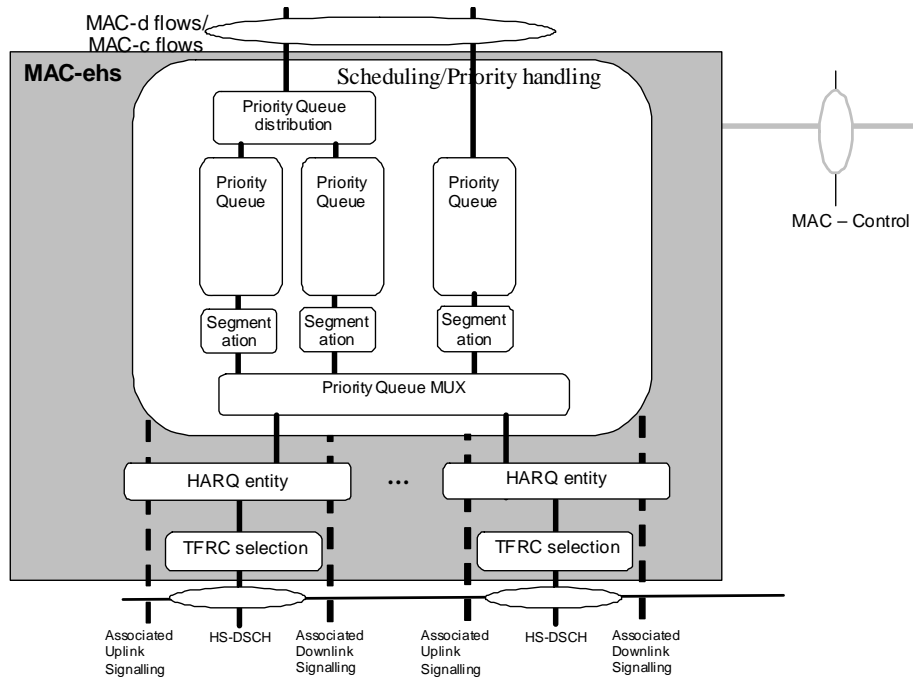 MAC-d flows/
MAC-c flows
MAC-ehs
Scheduling/Priority handling
Priority Queue
distribution
Priority
Queue
Priority
Queue
Priority
Queue
MAC – Control
Segment
ation
Segment
ation
Segment
ation
Priority Queue MUX
HARQ entity
...
HARQ entity
TFRC selection
TFRC selection
Associated
Uplink
Signalling
HS-DSCH
Associated
Downlink
Signalling
Associated
Uplink
Signalling
HS-DSCH
Associated
Downlink
Signalling